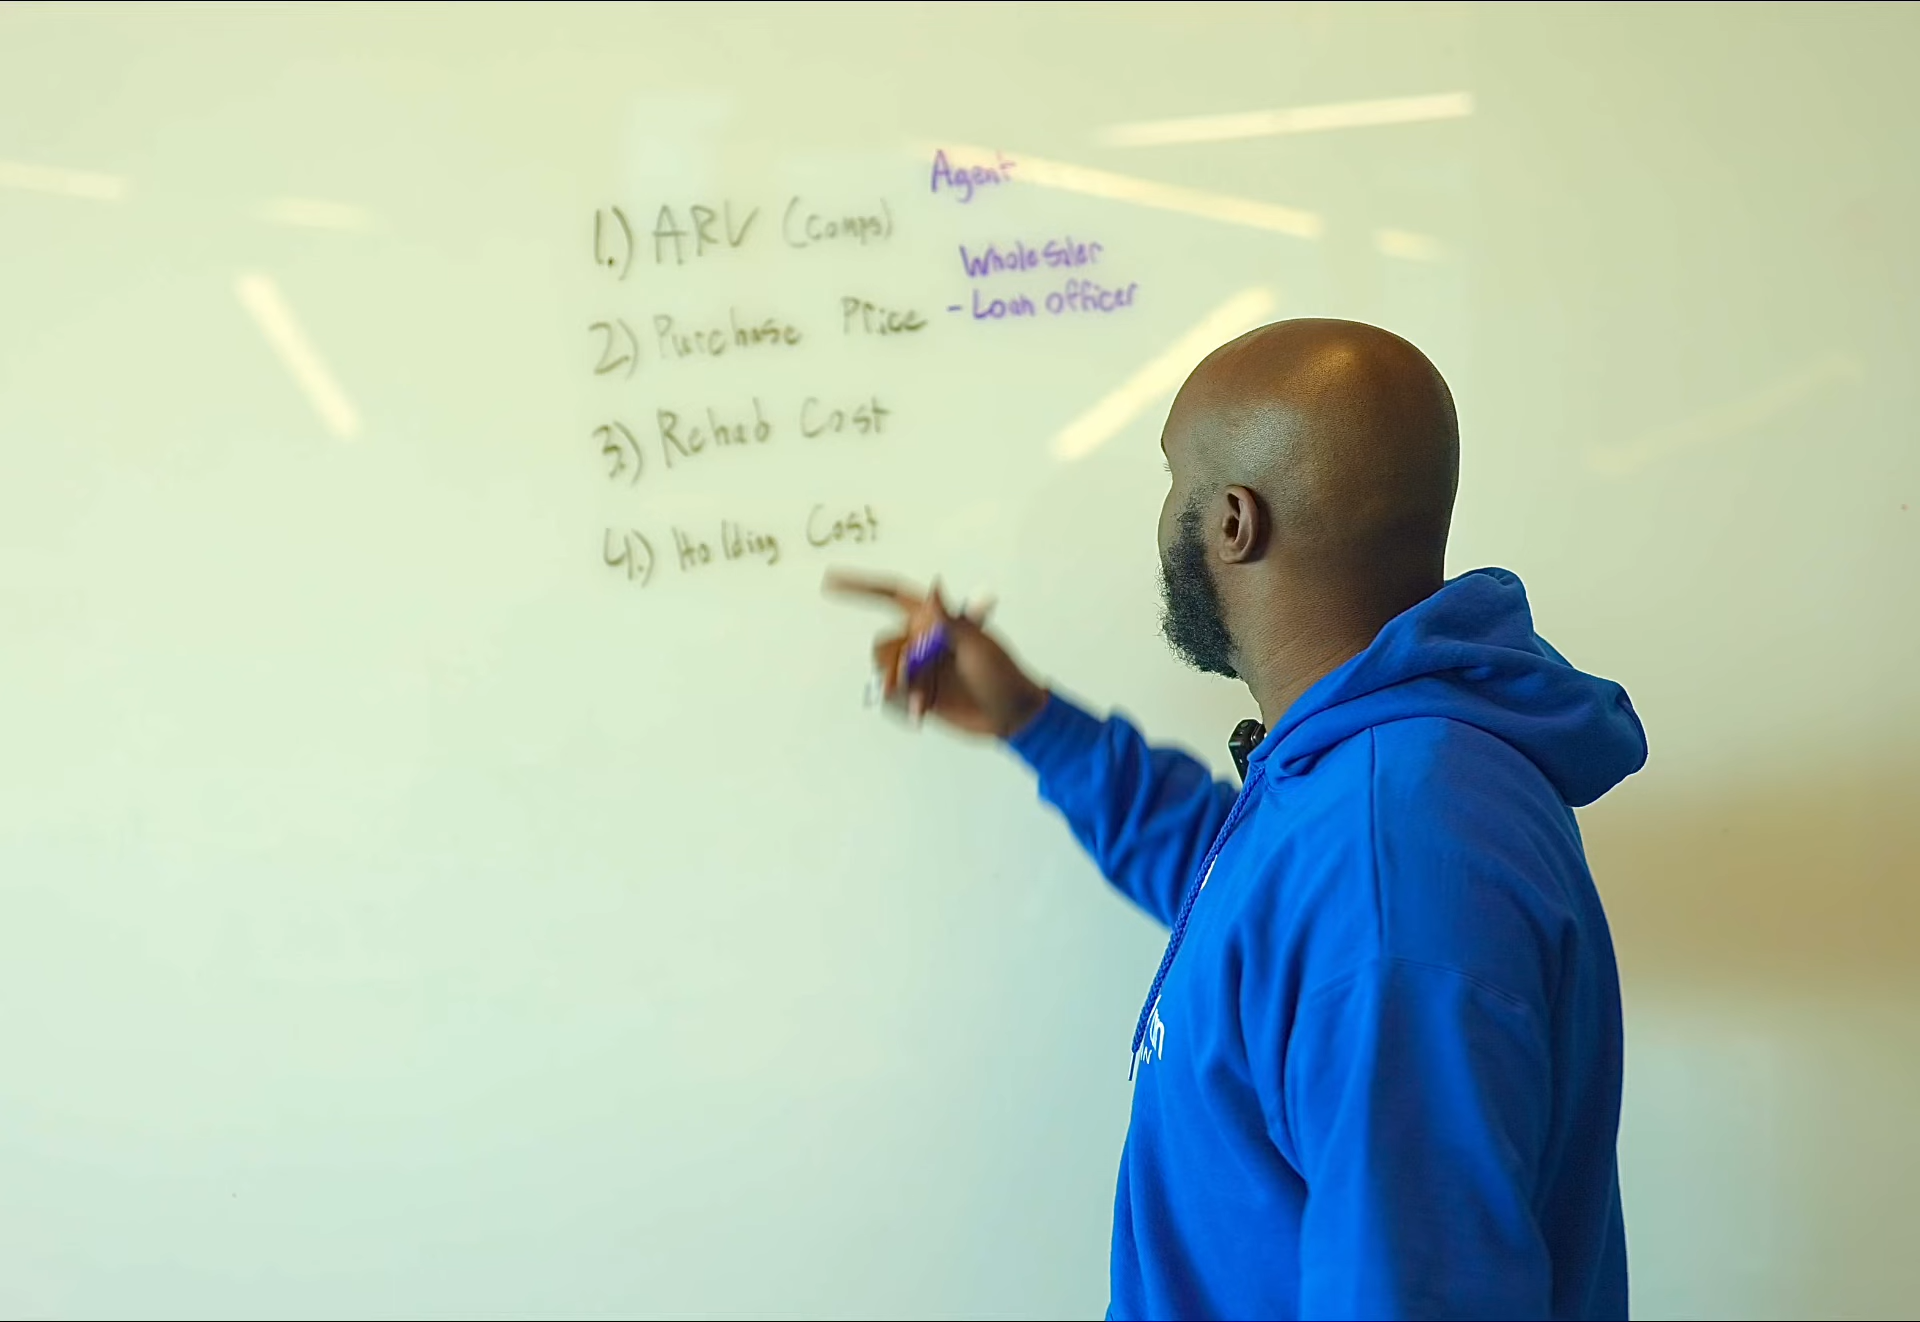 Agent
1.) ARV (comps)
Wholesaler
- Loan officer
2) Purchase Price
3) Rehab Cost
4.) Holding Cost